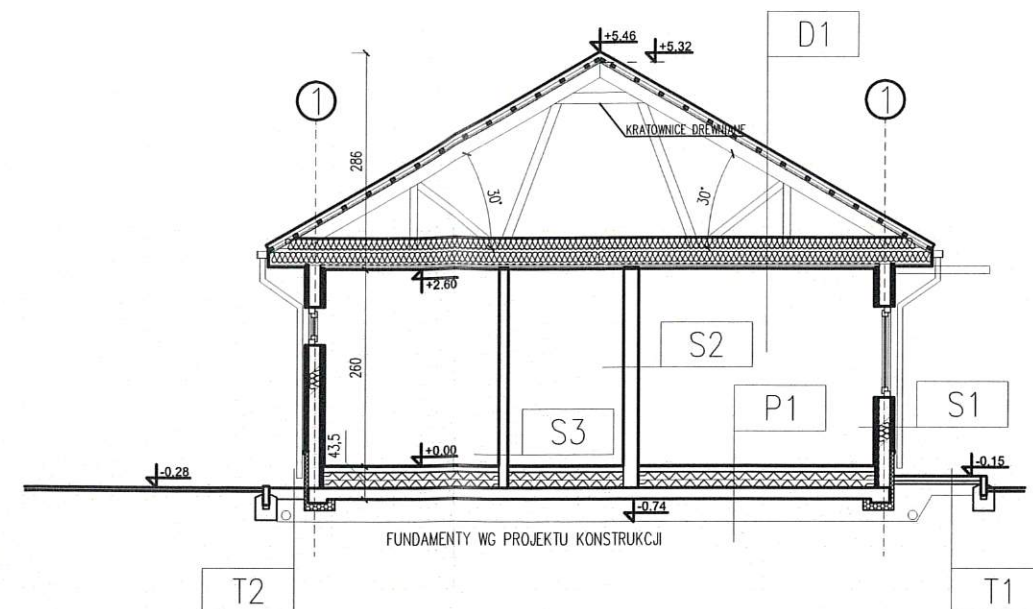 +5.46
+5.32
D1
1
1
KRATOWNICE DREWNIANE
286
30°
30°
+2.60
S2
260
P1
S1
S3
43,5
+0.00
-0.28
-0.15
-0.74
FUNDAMENTY WG PROJEKTU KONSTRUKCJI
T2
T1